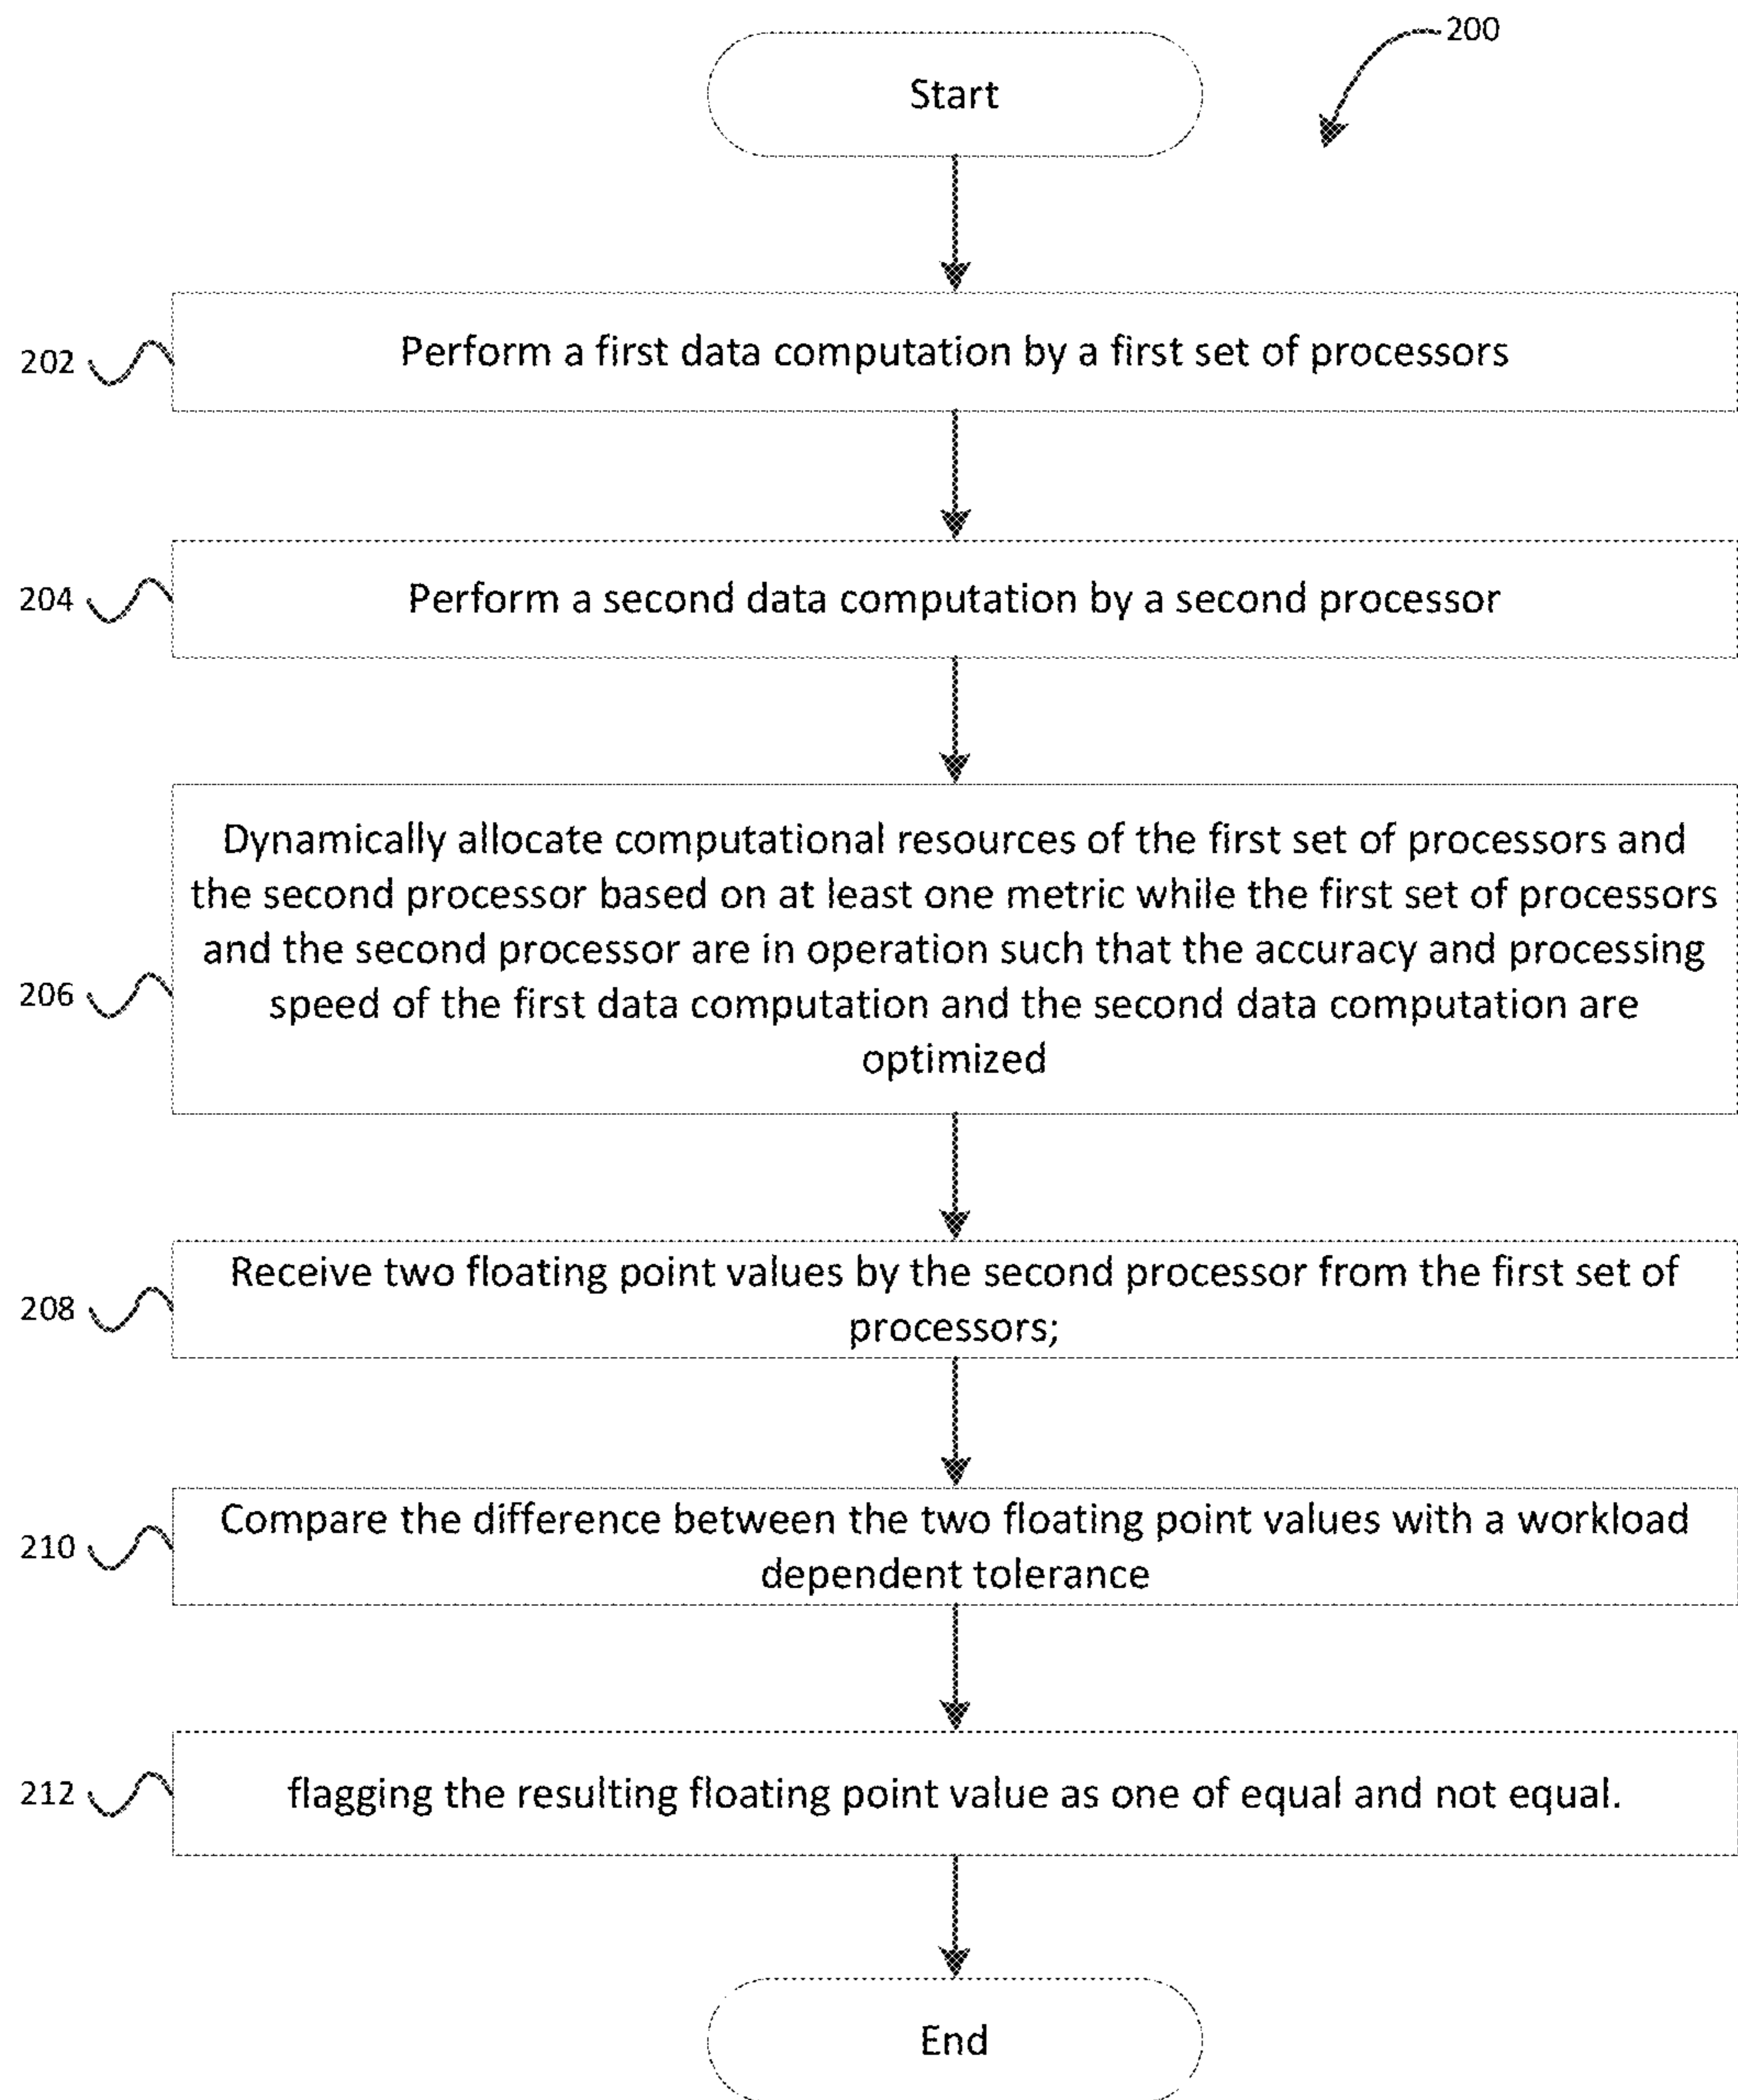 200
Start
202
Perform a first data computation by a first set of processors
204
Perform a second data computation by a second processor
Dynamically allocate computational resources of the first set of processors and
the second processor based on at least one metric while the first set of processors
and the second processor are in operation such that the accuracy and processing
206
speed of the first data computation and the second data computation are
optimized
Receive two floating point values by the second processor from the first set of
208
processors;
Compare the difference between the two floating point values with a workload
210
dependent tolerance
212
flagging the resulting floating point value as one of equal and not equal.
End